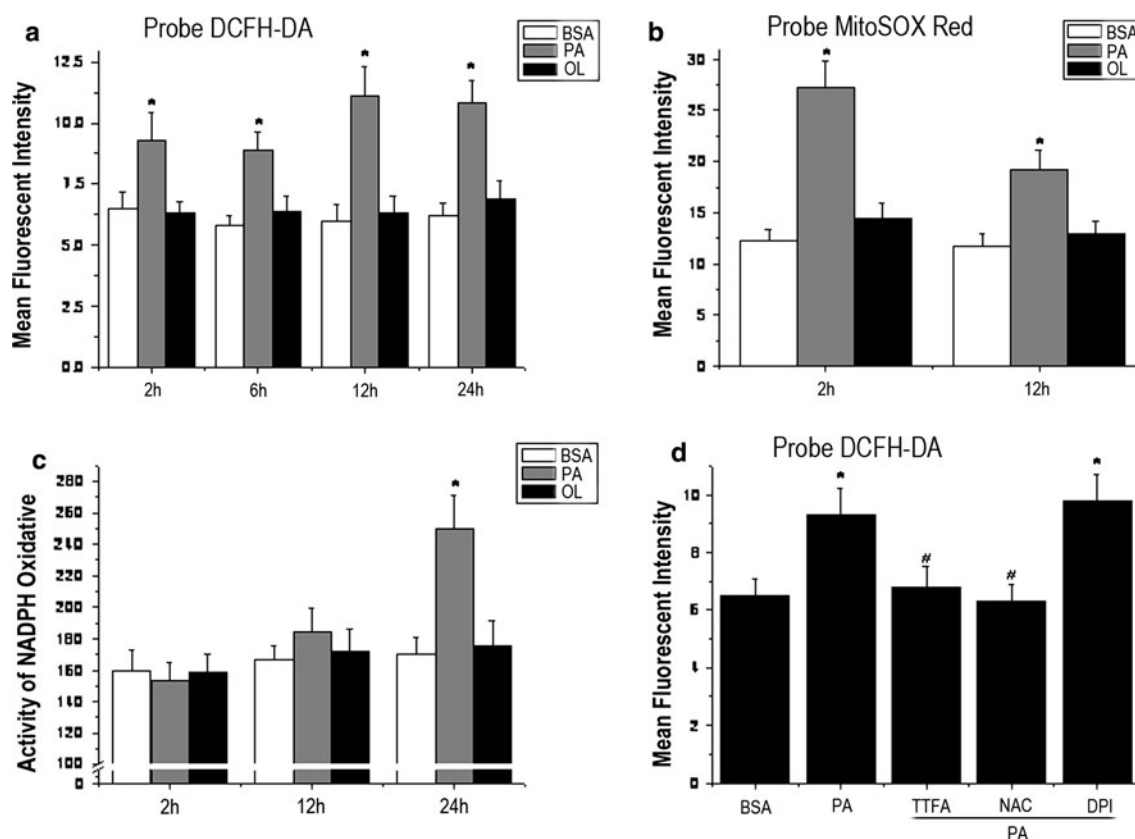 a
Probe DCFH-DA
BSA
PA
OL
Mean Fluorescent Intensity
12.5
10.0
7.5
5.0
2.5
0.0
*
*
*
*
2h
6h
12h
24h
b
Probe MitoSOX Red
BSA
PA
OL
Mean Fluorescent Intensity
30
25
20
15
10
5
0
*
*
2h
12h
c
BSA
PA
OL
Activity of NADPH Oxidative
280
260
240
220
200
180
160
140
120
100
0
*
2h
12h
24h
d
Probe DCFH-DA
Mean Fluorescent Intensity
10
8
6
4
2
0
*
#
#
*
BSA
PA
TTFA
NAC
DPI
PA